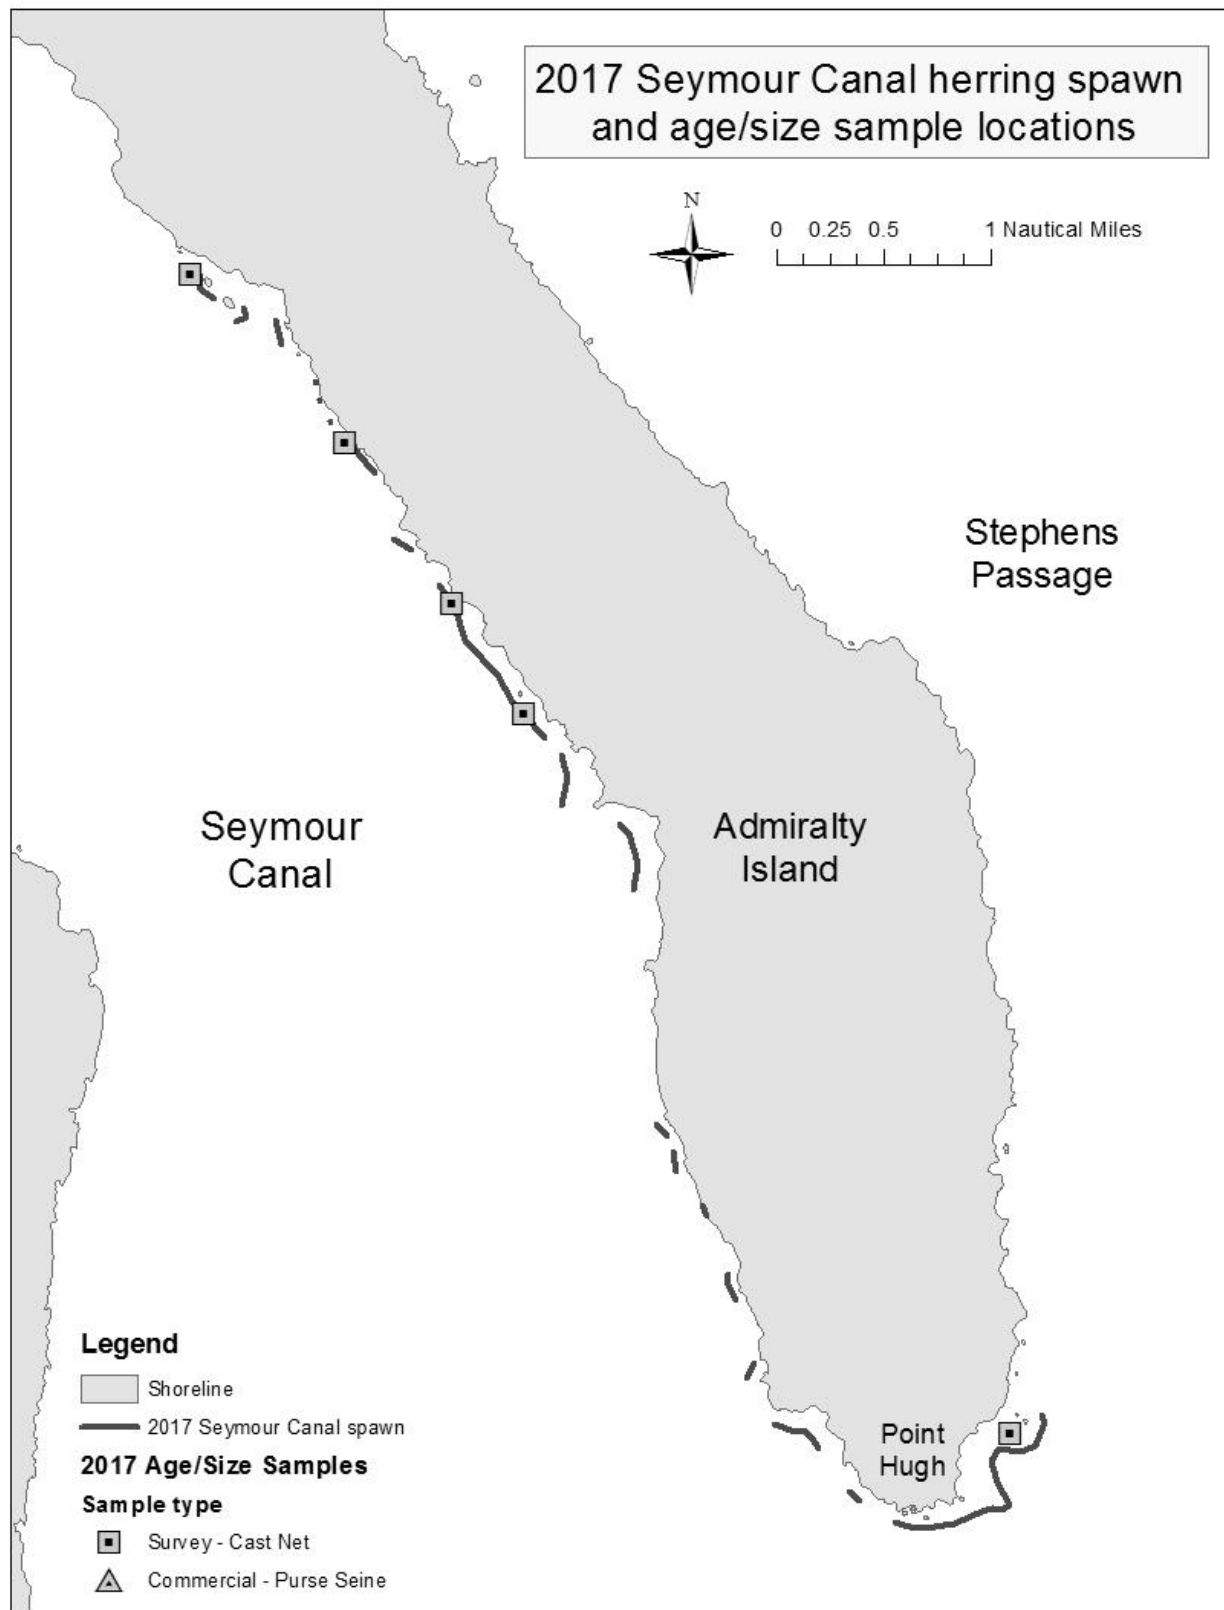 2017 Seymour Canal herring spawn
and age/size sample locations
N
0 0.25 0.5 1 Nautical Miles
Stephens
Passage
Seymour
Canal
Admiralty
Island
Point
Hugh
Legend
Shoreline
2017 Seymour Canal spawn
2017 Age/Size Samples
Sample type
Survey - Cast Net
Commercial - Purse Seine